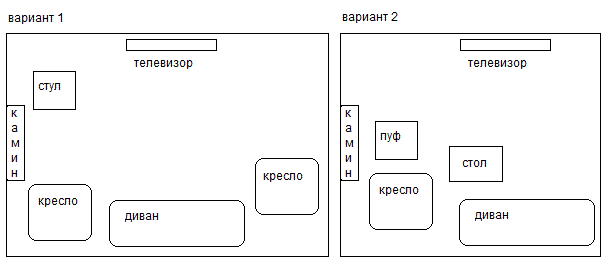 вариант 1
телевизор
стул
камин
кресло
диван
кресло
вариант 2
телевизор
камин
пуф
стол
кресло
диван